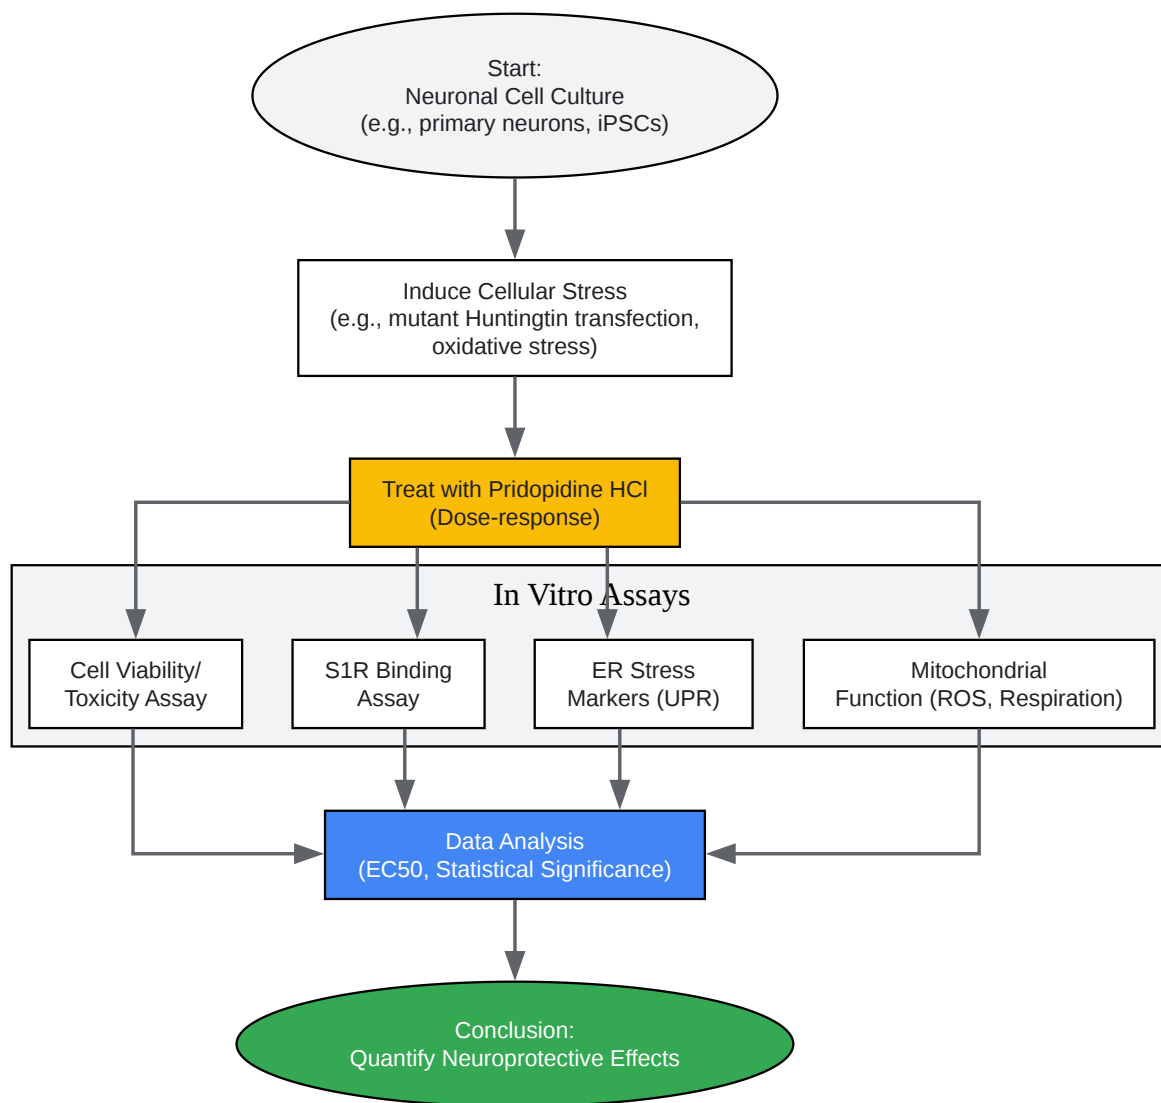 Start:
Neuronal Cell Culture
(e.g., primary neurons, iPSCs)
Induce Cellular Stress
(e.g., mutant Huntingtin transfection,
oxidative stress)
Treat with Pridopidine HCl
(Dose-response)
In Vitro Assays
Cell Viability/
Toxicity Assay
S1R Binding
Assay
ER Stress
Markers (UPR)
Mitochondrial
Function (ROS, Respiration)
Data Analysis
(EC50, Statistical Significance)
Conclusion:
Quantify Neuroprotective Effects